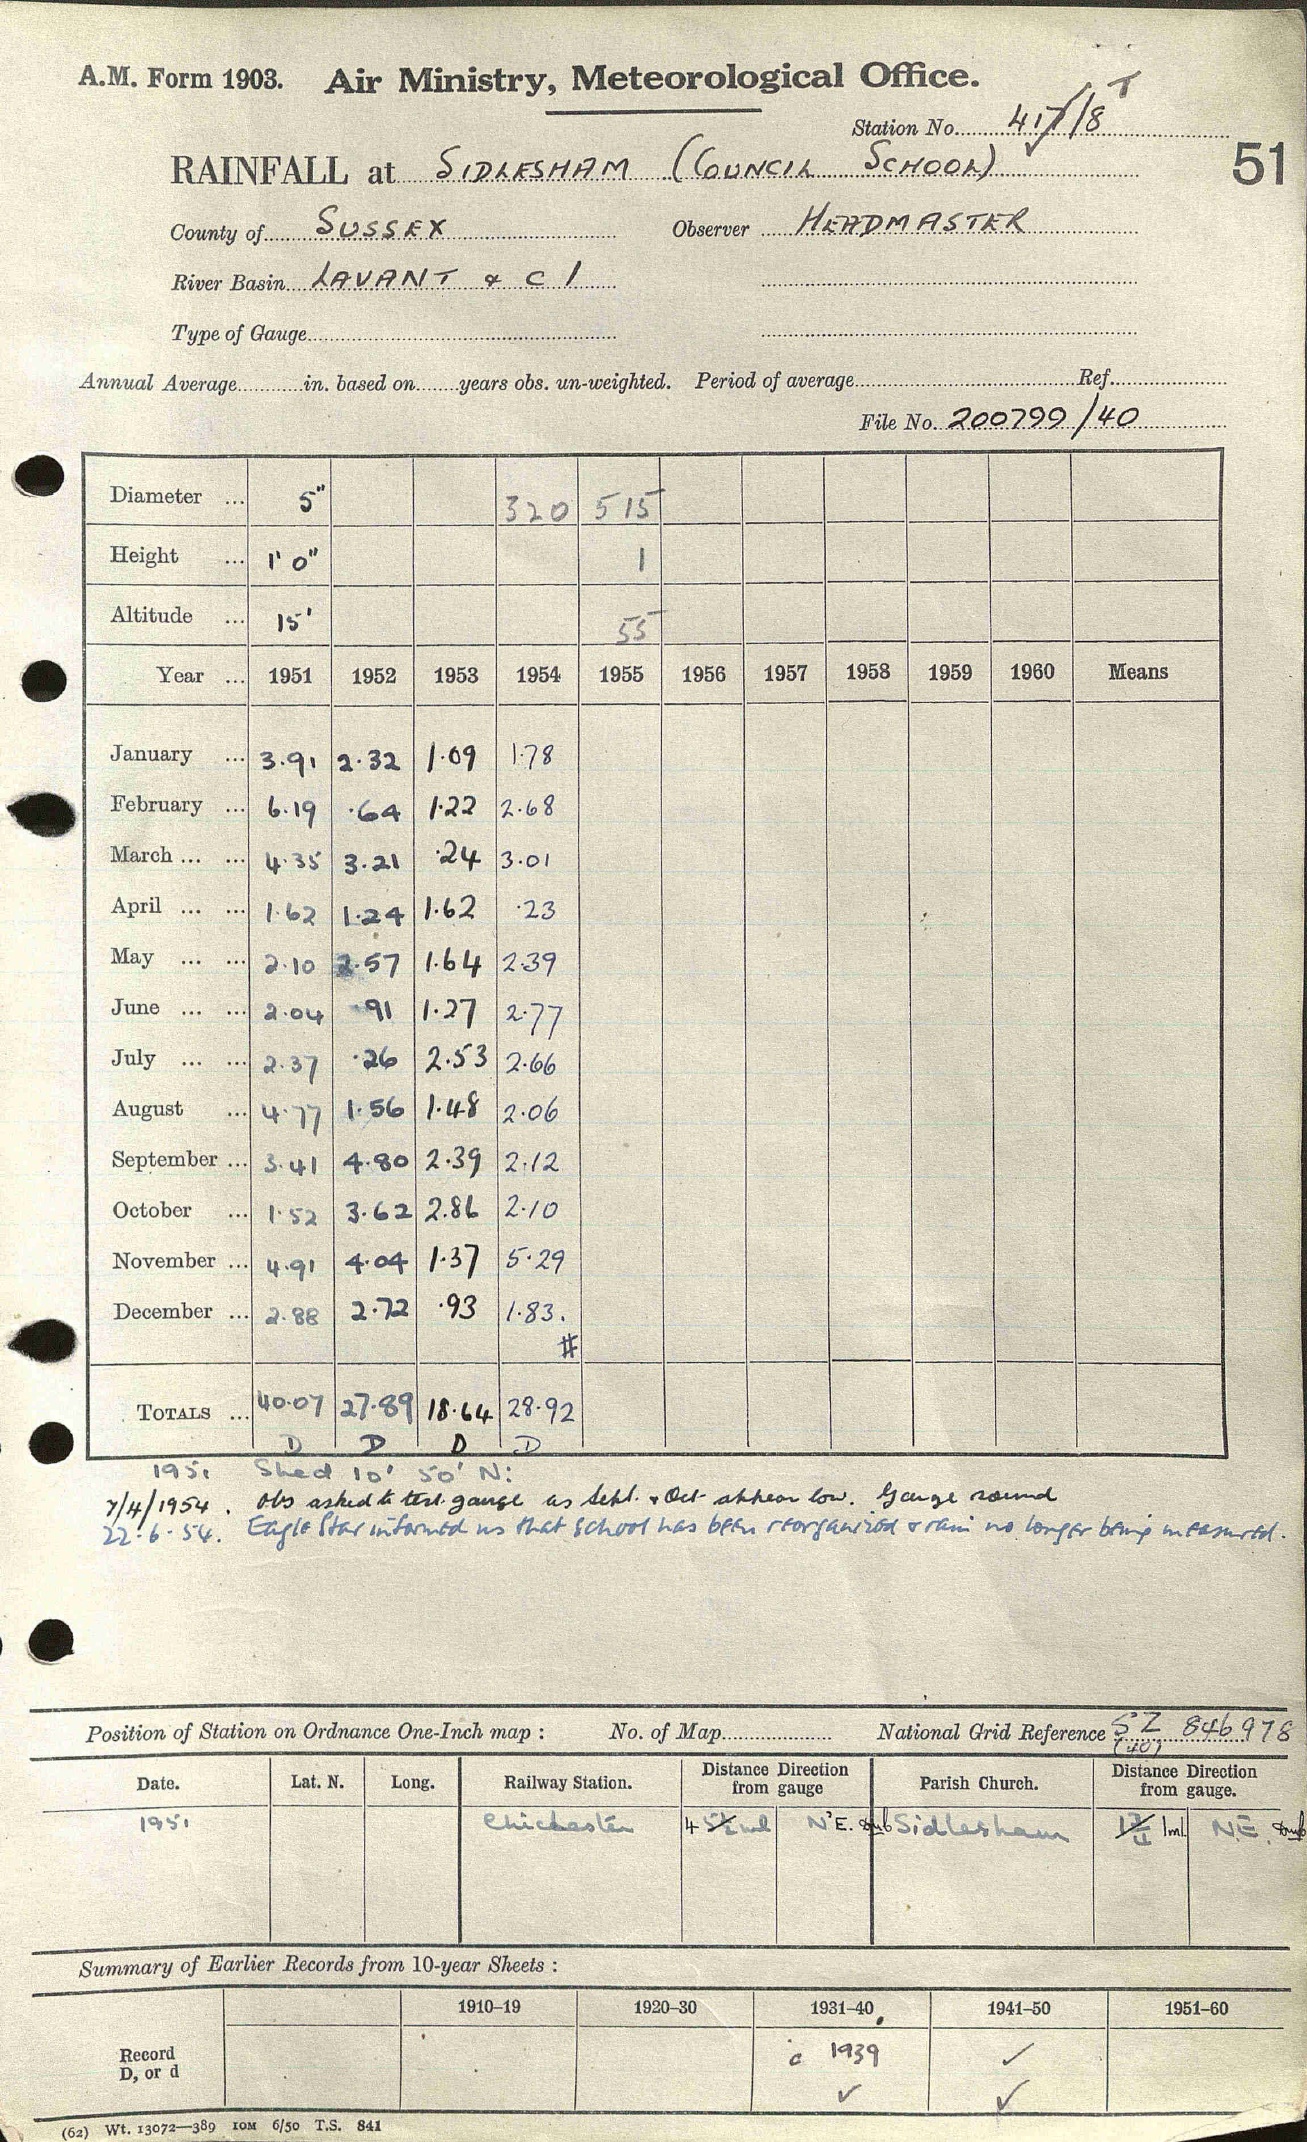 A.M. Form 1903. Air Ministry, Meteorological Office.
Station No. 417/8 T
RAINFALL at SIDLESHAM (COUNCIL SCHOOL)
51
County of SUSSEX Observer HEADMASTER
River Basin LAVANT & C 1
Type of Gauge
Annual Average in. based on years obs. un-weighted. Period of average Ref.
File No. 200799/40
Diameter ... 5" 320 515
Height ... 1' 0" 1
Altitude ... 15' 55
Year ... 1951 1952 1953 1954 1955 1956 1957 1958 1959 1960 Means
January ... 3.91 2.32 1.09 1.78
February ... 6.19 .64 1.22 2.68
March ... ... 4.35 3.21 .24 3.01
April ... ... 1.62 1.24 1.62 .23
May ... ... 2.10 2.57 1.64 2.39
June ... ... 2.04 .91 1.27 2.77
July ... ... 2.37 .26 2.53 2.66
August ... 4.77 1.56 1.48 2.06
September ... 3.41 4.80 2.39 2.12
October ... 1.52 3.62 2.86 2.10
November ... 4.91 4.04 1.37 5.29
December ... 2.88 2.72 .93 1.83.
#
TOTALS ... 40.07 27.89 18.64 28.92
D D D D
1951 Shed 10' 50' N:
7/4/1954. Obs asked to test gauge as Sept. & Oct appear low. Gauge sound
22.6.54. Eagle Star informed us that school has been reorganized & rain no longer being measured.
Position of Station on Ordnance One-Inch map : No. of Map National Grid Reference SZ 846978
(40)
Date. Lat. N. Long. Railway Station. Distance Direction from gauge Parish Church. Distance Direction from gauge.
1951 Chichester 4 5½ ml N'E. Sidlesham 1ml N.E.
Summary of Earlier Records from 10-year Sheets :
1910–19 1920–30 1931–40 1941–50 1951–60
Record D, or d
c 1939 ✓
✓ ✓
(62) Wt. 13072—389 10M 6/50 T.S. 841